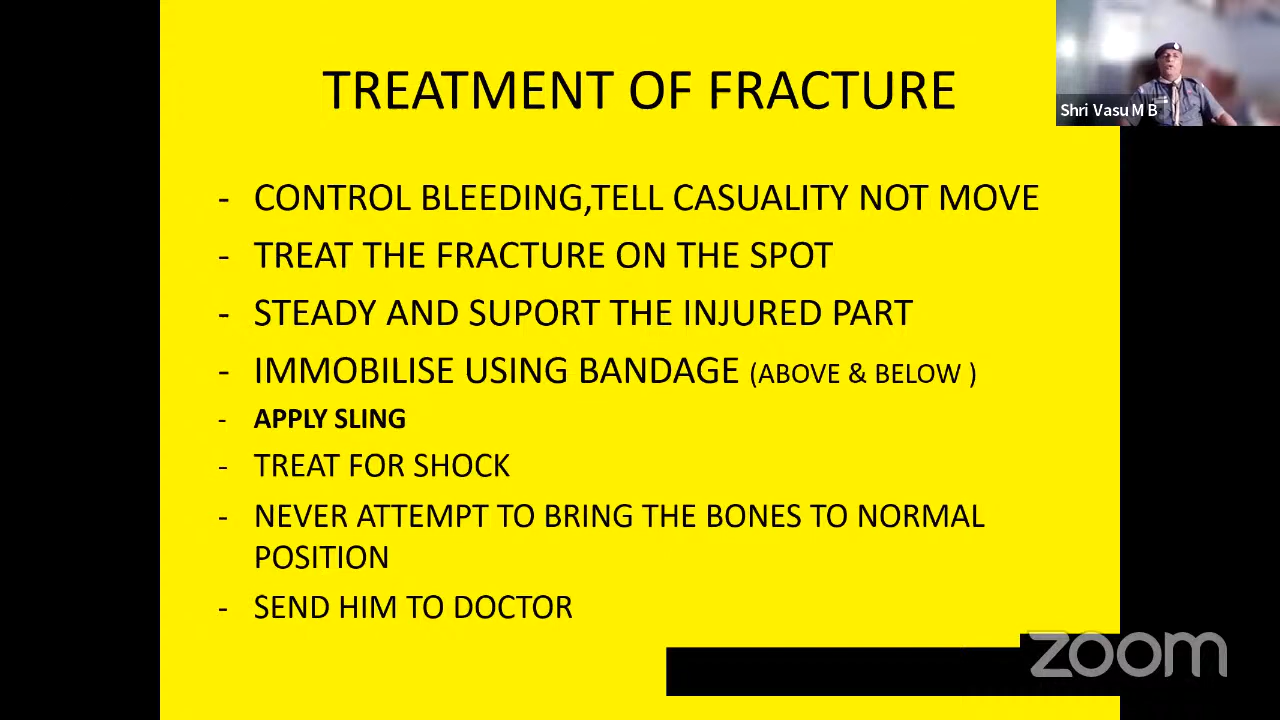 TREATMENT OF FRACTURE
Shri Vasu M B
- CONTROL BLEEDING,TELL CASUALITY NOT MOVE
- TREAT THE FRACTURE ON THE SPOT
- STEADY AND SUPORT THE INJURED PART
- IMMOBILISE USING BANDAGE (ABOVE & BELOW )
- APPLY SLING
- TREAT FOR SHOCK
- NEVER ATTEMPT TO BRING THE BONES TO NORMAL
POSITION
- SEND HIM TO DOCTOR
zoom